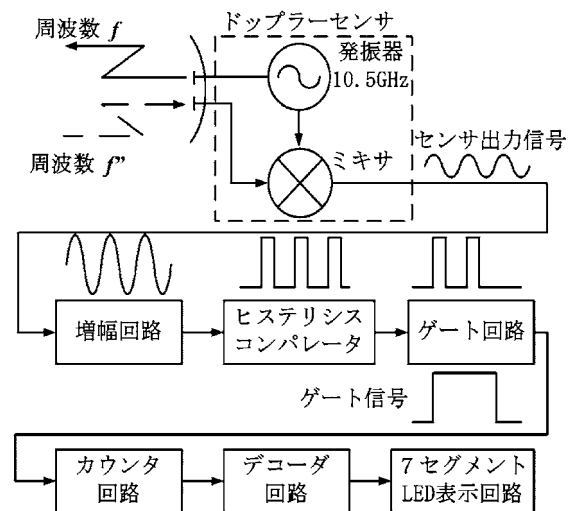 ドップラーセンサ
周波数 f
発振器
10.5GHz
周波数 f”
ミキサ
センサ出力信号
増幅回路
ヒステリシス
コンパレータ
ゲート回路
ゲート信号
カウンタ
回路
デコーダ
回路
7セグメント
LED表示回路